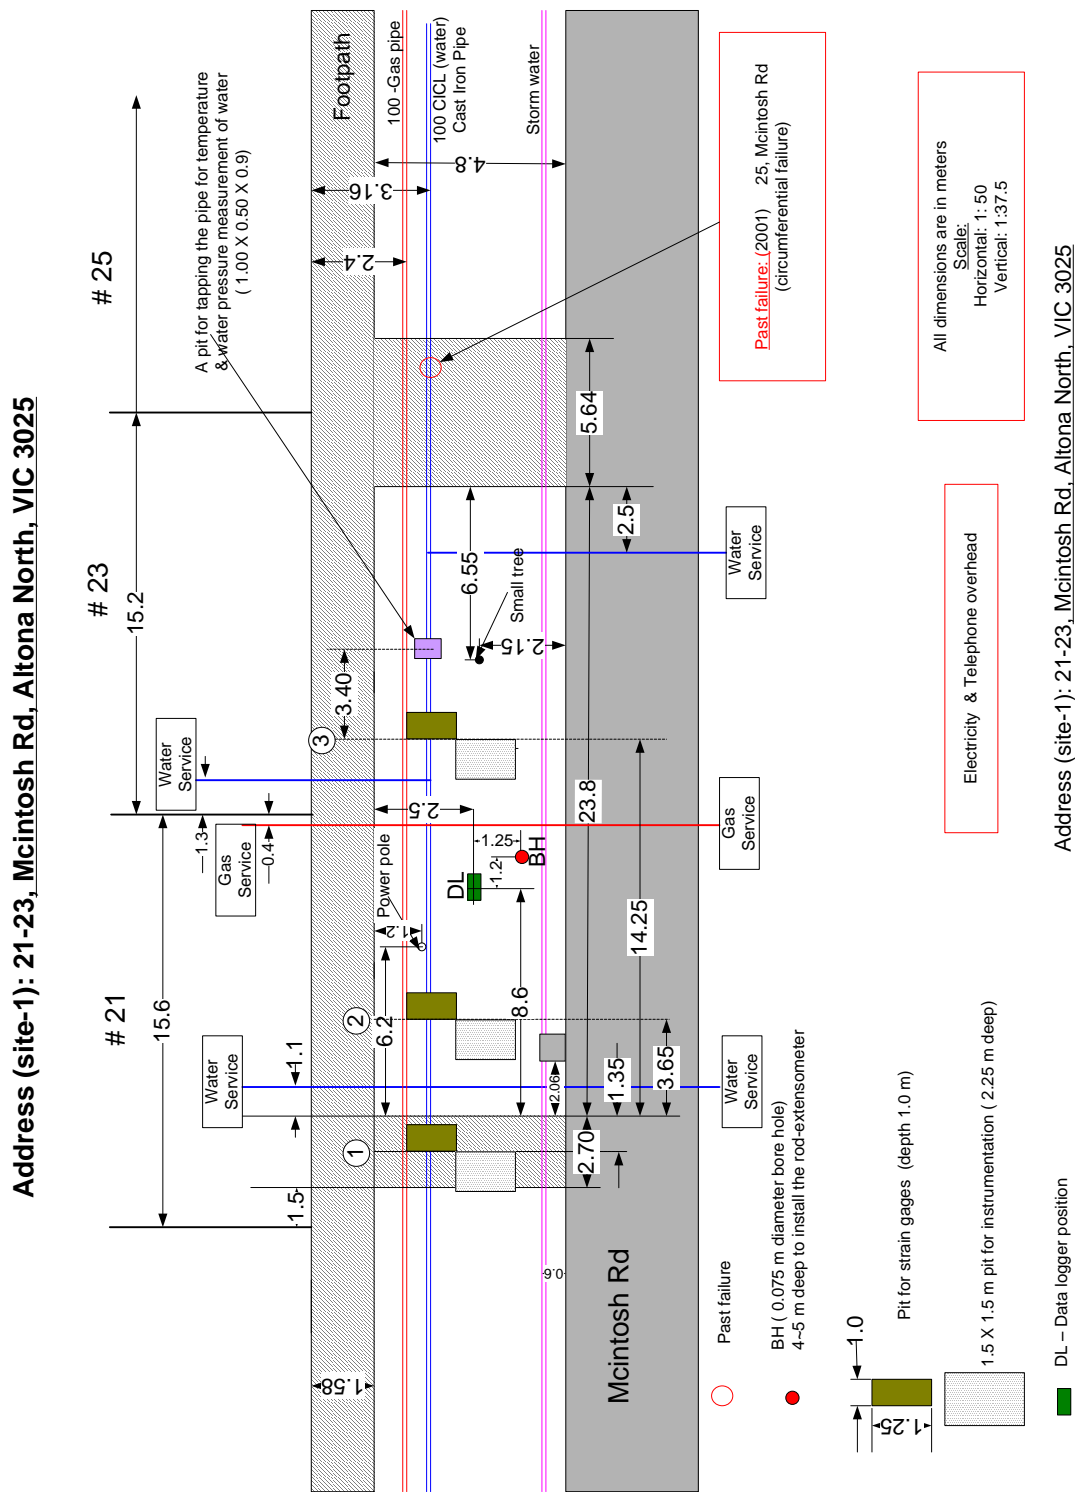 Address (site-1): 21-23, Mcintosh Rd, Altona North, VIC 3025
# 21
# 23
# 25
15.6
15.2
A pit for tapping the pipe for temperature
& water pressure measurement of water
( 1.00 X 0.50 X 0.9)
Water
Service
Gas
Service
Water
Service
1.1
1.5
0.4
1.3
Footpath
1.58
1
2
3
3.40
2.4
3.16
100 -Gas pipe
100 CICL (water)
Cast Iron Pipe
Storm water
4.8
6.2
1.2
Power pole
DL
2.5
1.25
1.2
BH
8.6
6.55
Small tree
2.15
2.06
0.6
2.70
1.35
3.65
14.25
23.8
2.5
5.64
Mcintosh Rd
Water
Service
Gas
Service
Water
Service
Past failure: (2001) 25, Mcintosh Rd
(circumferential failure)
Past failure
BH ( 0.075 m diameter bore hole)
4~5 m deep to install the rod-extensometer
1.0
1.25
Pit for strain gages (depth 1.0 m)
1.5 X 1.5 m pit for instrumentation ( 2.25 m deep)
DL – Data logger position
Electricity & Telephone overhead
All dimensions are in meters
Scale:
Horizontal: 1: 50
Vertical: 1:37.5
Address (site-1): 21-23, Mcintosh Rd, Altona North, VIC 3025